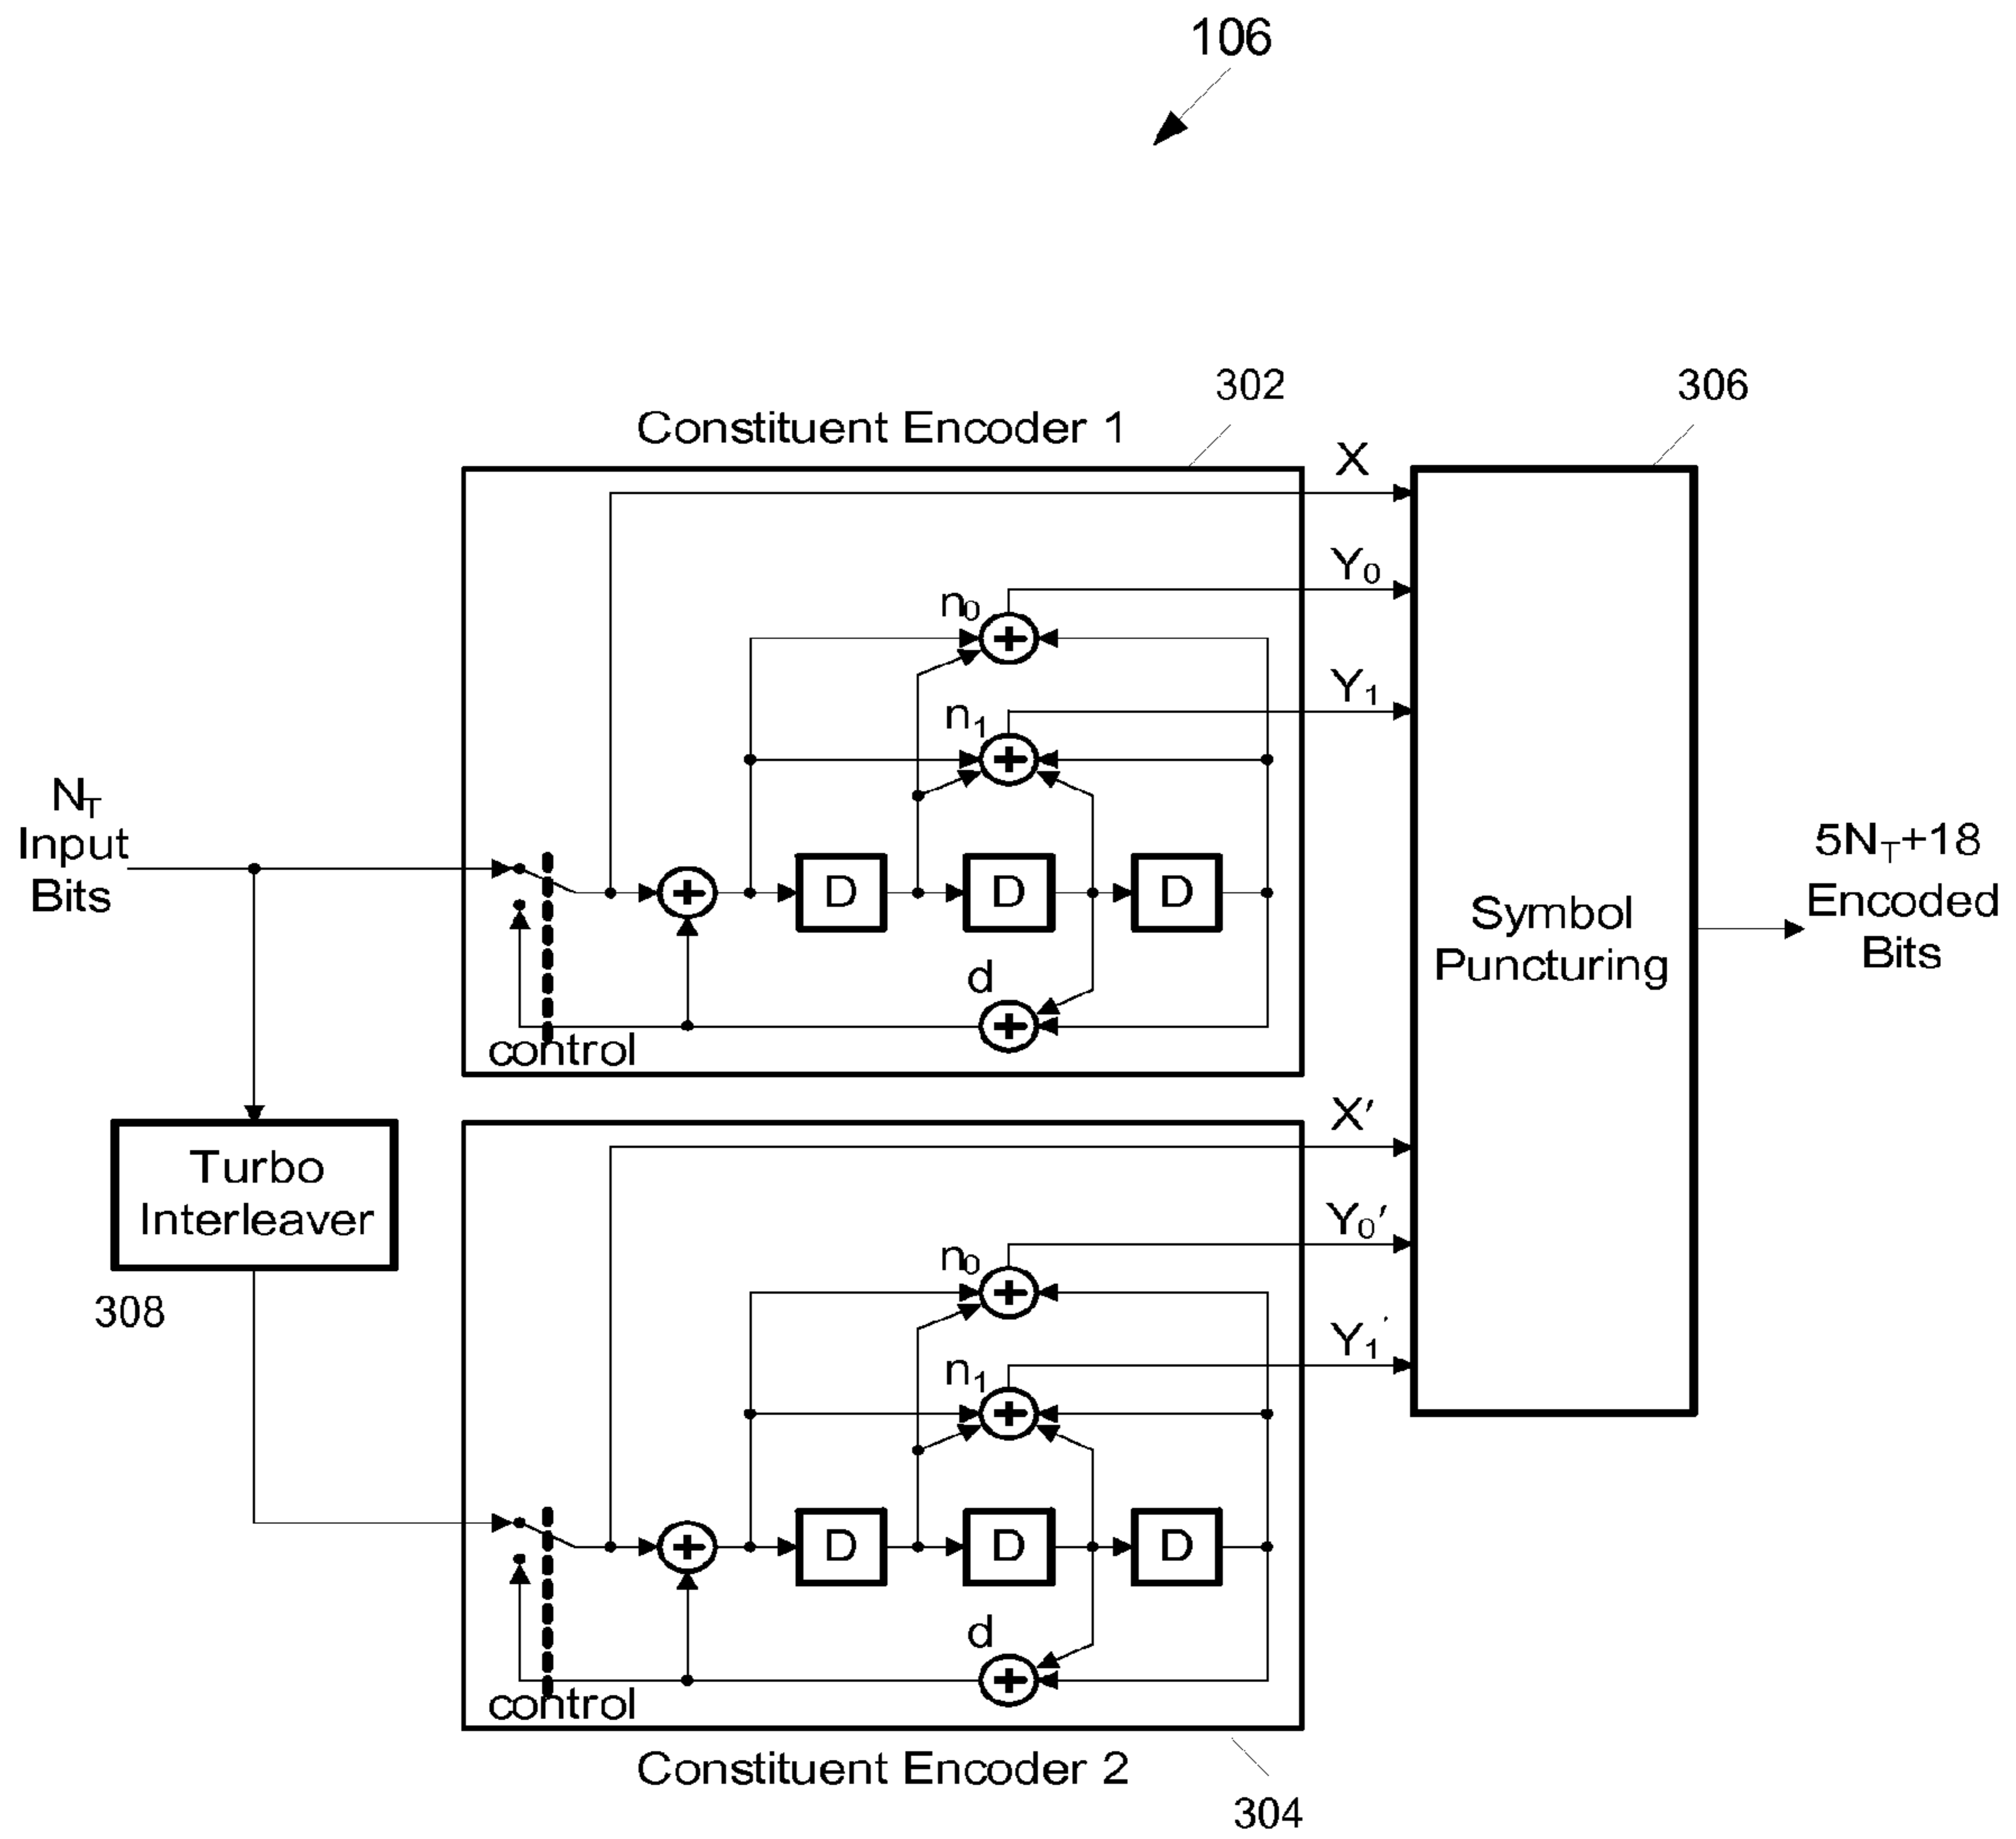 106
302
306
Constituent Encoder 1
X
Y0
n0
Y1
n1
NT
Input
Bits
D D D
5NT+18
Encoded
Bits
Symbol
Puncturing
d
control
X'
Turbo
Interleaver
Y0'
n0
308
Y1'
n1
D D D
d
control
Constituent Encoder 2
304